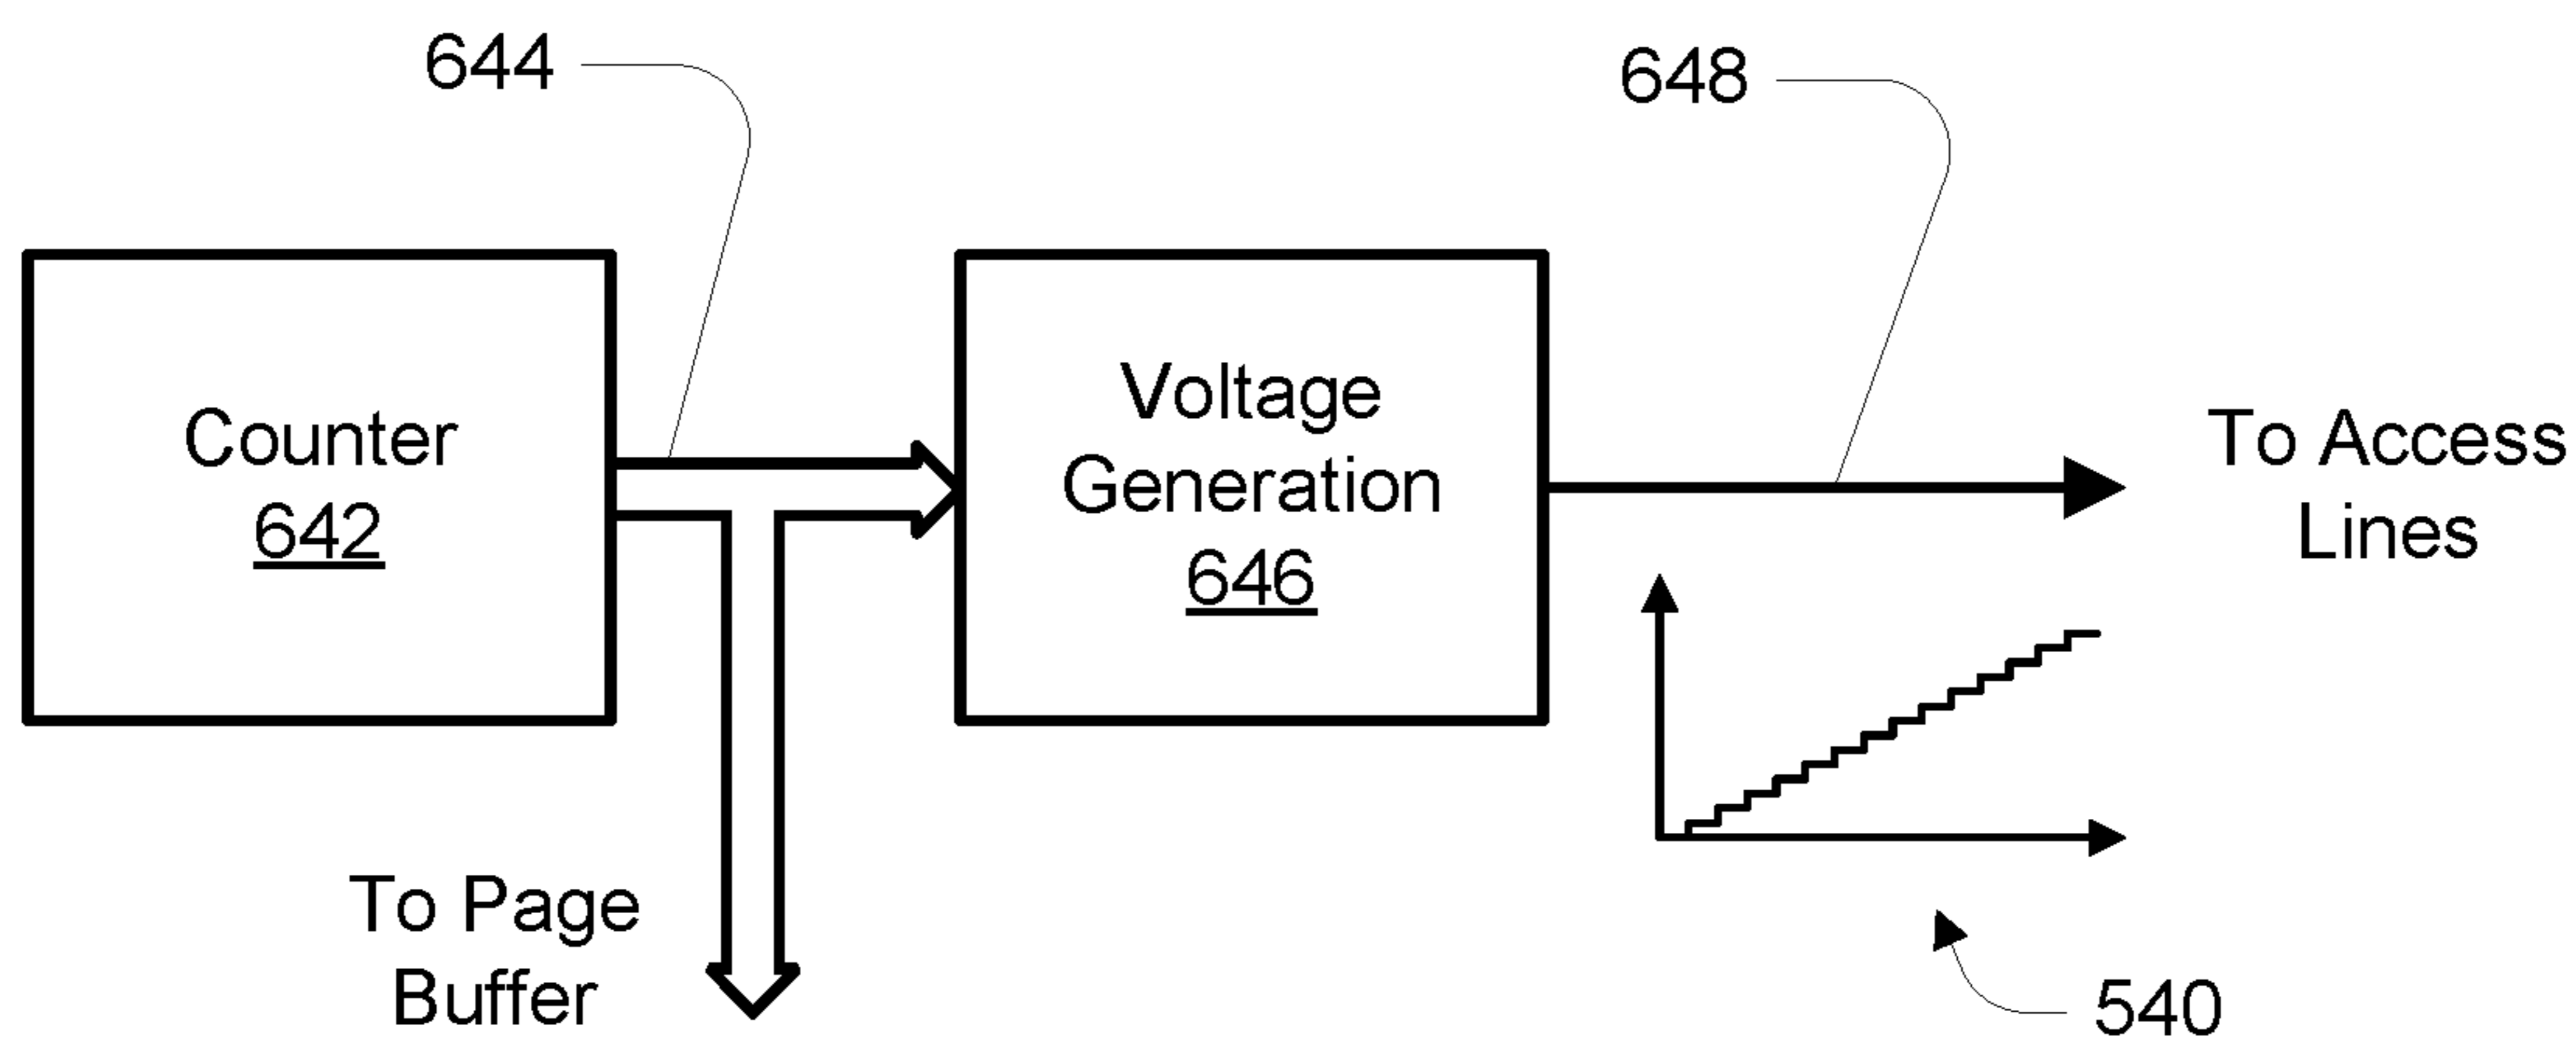 644
648
Counter
642
Voltage
Generation
646
To Access
Lines
To Page
Buffer
540